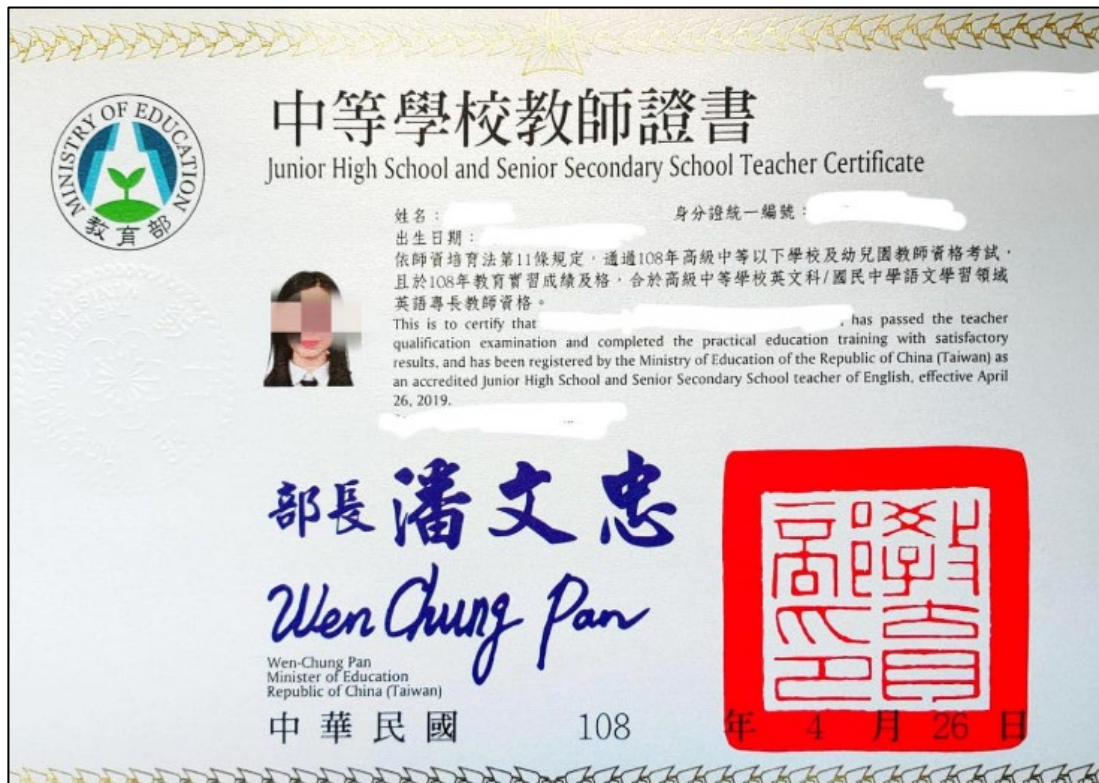 MINISTRY OF EDUCATION
教育部
中等學校教師證書
Junior High School and Senior Secondary School Teacher Certificate
姓名： 身分證統一編號：
出生日期：
依師資培育法第11條規定，通過108年高級中等以下學校及幼兒園教師資格考試，
且於108年教育實習成績及格，合於高級中等學校英文科/國民中學語文學習領域
英語專長教師資格。
This is to certify that , has passed the teacher
qualification examination and completed the practical education training with satisfactory
results, and has been registered by the Ministry of Education of the Republic of China (Taiwan) as
an accredited Junior High School and Senior Secondary School teacher of English, effective April
26, 2019.
部長 潘文忠
Wen Chung Pan
Wen-Chung Pan
Minister of Education
Republic of China (Taiwan)
教育部印
中華民國 108 年 4 月 26 日